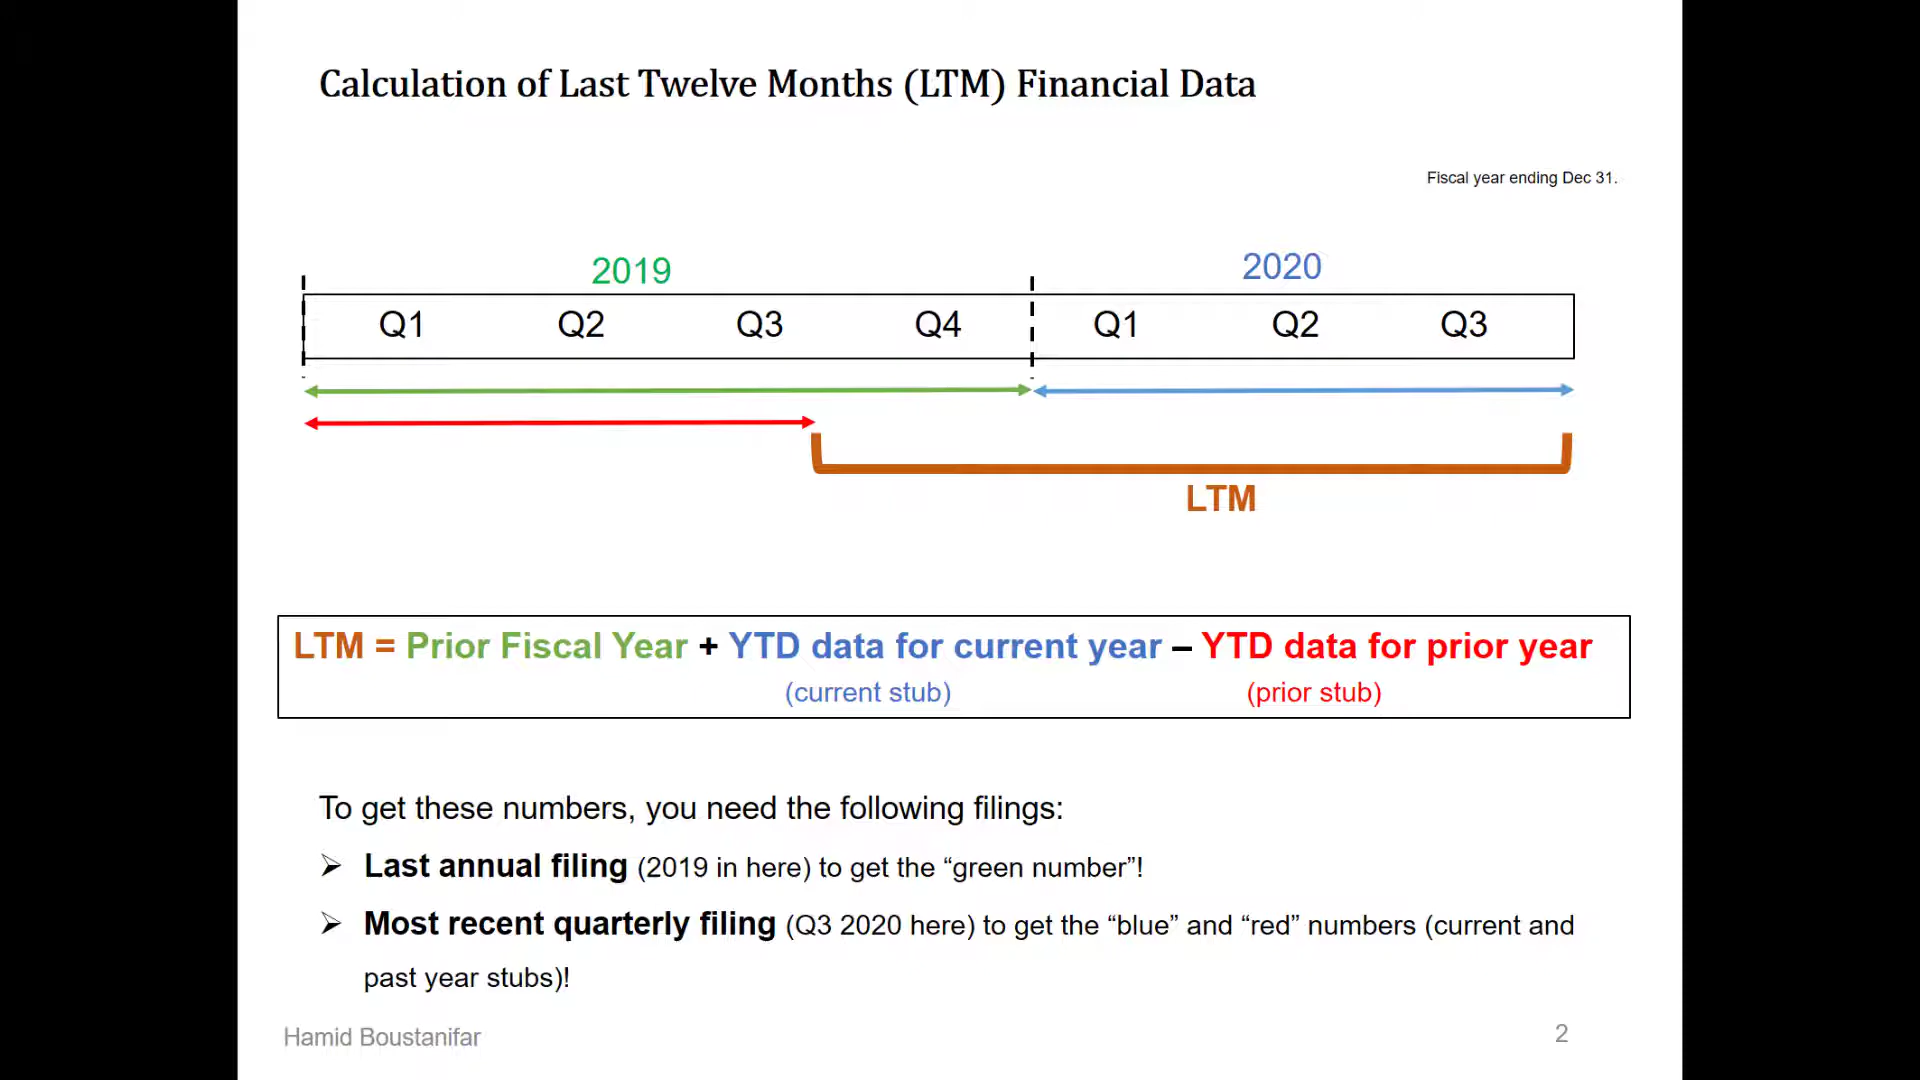 Calculation of Last Twelve Months (LTM) Financial Data
Fiscal year ending Dec 31.
2019 2020
Q1 Q2 Q3 Q4 Q1 Q2 Q3
LTM
LTM = Prior Fiscal Year + YTD data for current year – YTD data for prior year
(current stub) (prior stub)
To get these numbers, you need the following filings:
➢ Last annual filing (2019 in here) to get the “green number”!
➢ Most recent quarterly filing (Q3 2020 here) to get the “blue” and “red” numbers (current and
past year stubs)!
Hamid Boustanifar 2